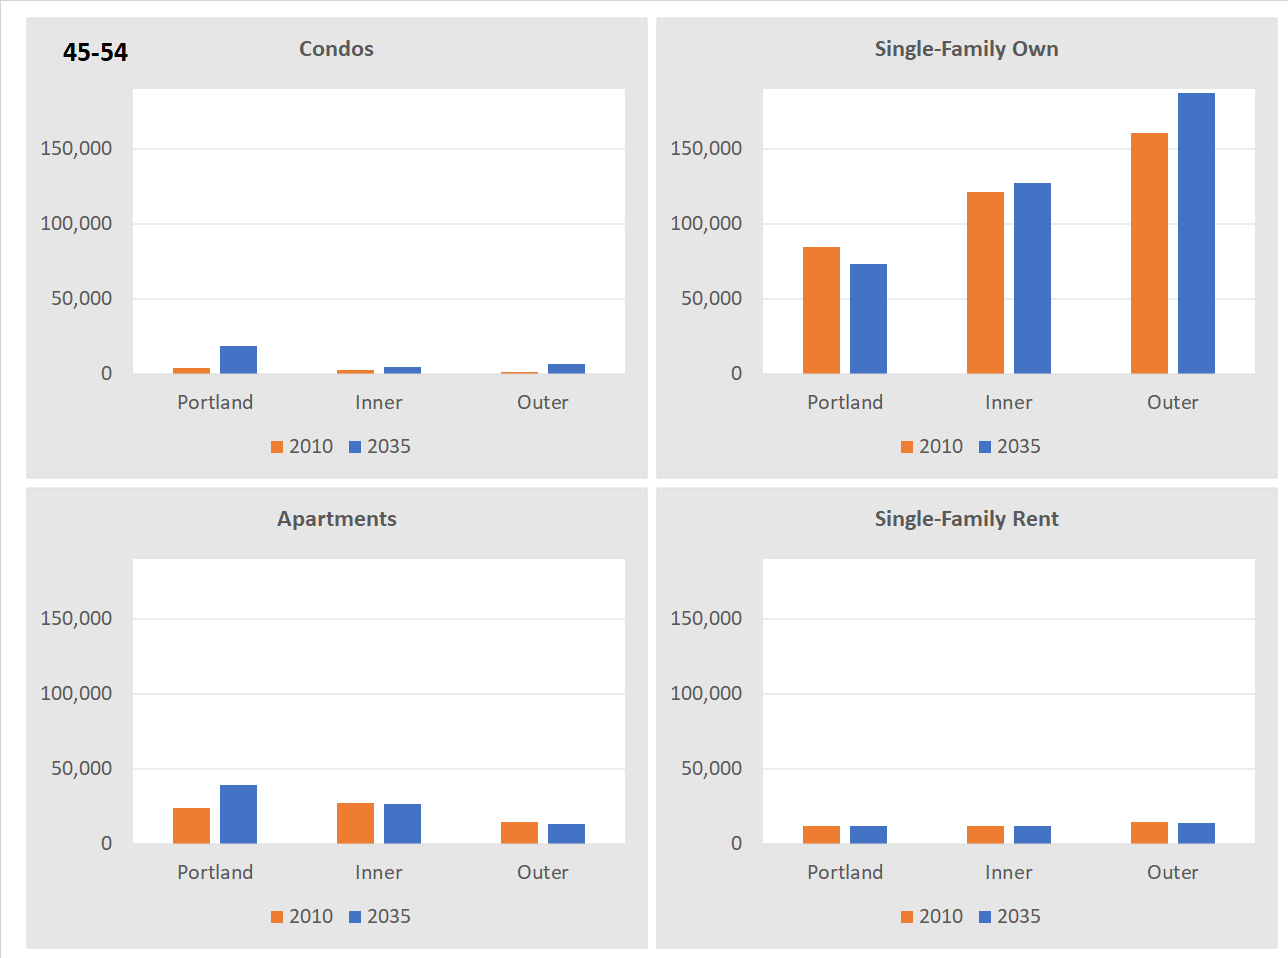 45-54
Condos
150,000
100,000
50,000
0
Portland Inner Outer
2010 2035
Single-Family Own
150,000
100,000
50,000
0
Portland Inner Outer
2010 2035
Apartments
150,000
100,000
50,000
0
Portland Inner Outer
2010 2035
Single-Family Rent
150,000
100,000
50,000
0
Portland Inner Outer
2010 2035